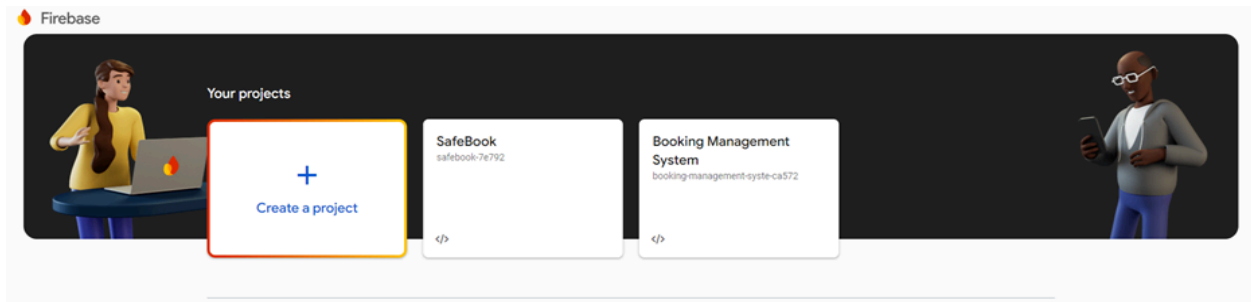 Firebase
Your projects
+
Create a project
SafeBook
safebook-7e792
</>
Booking Management
System
booking-management-syste-ca572
</>